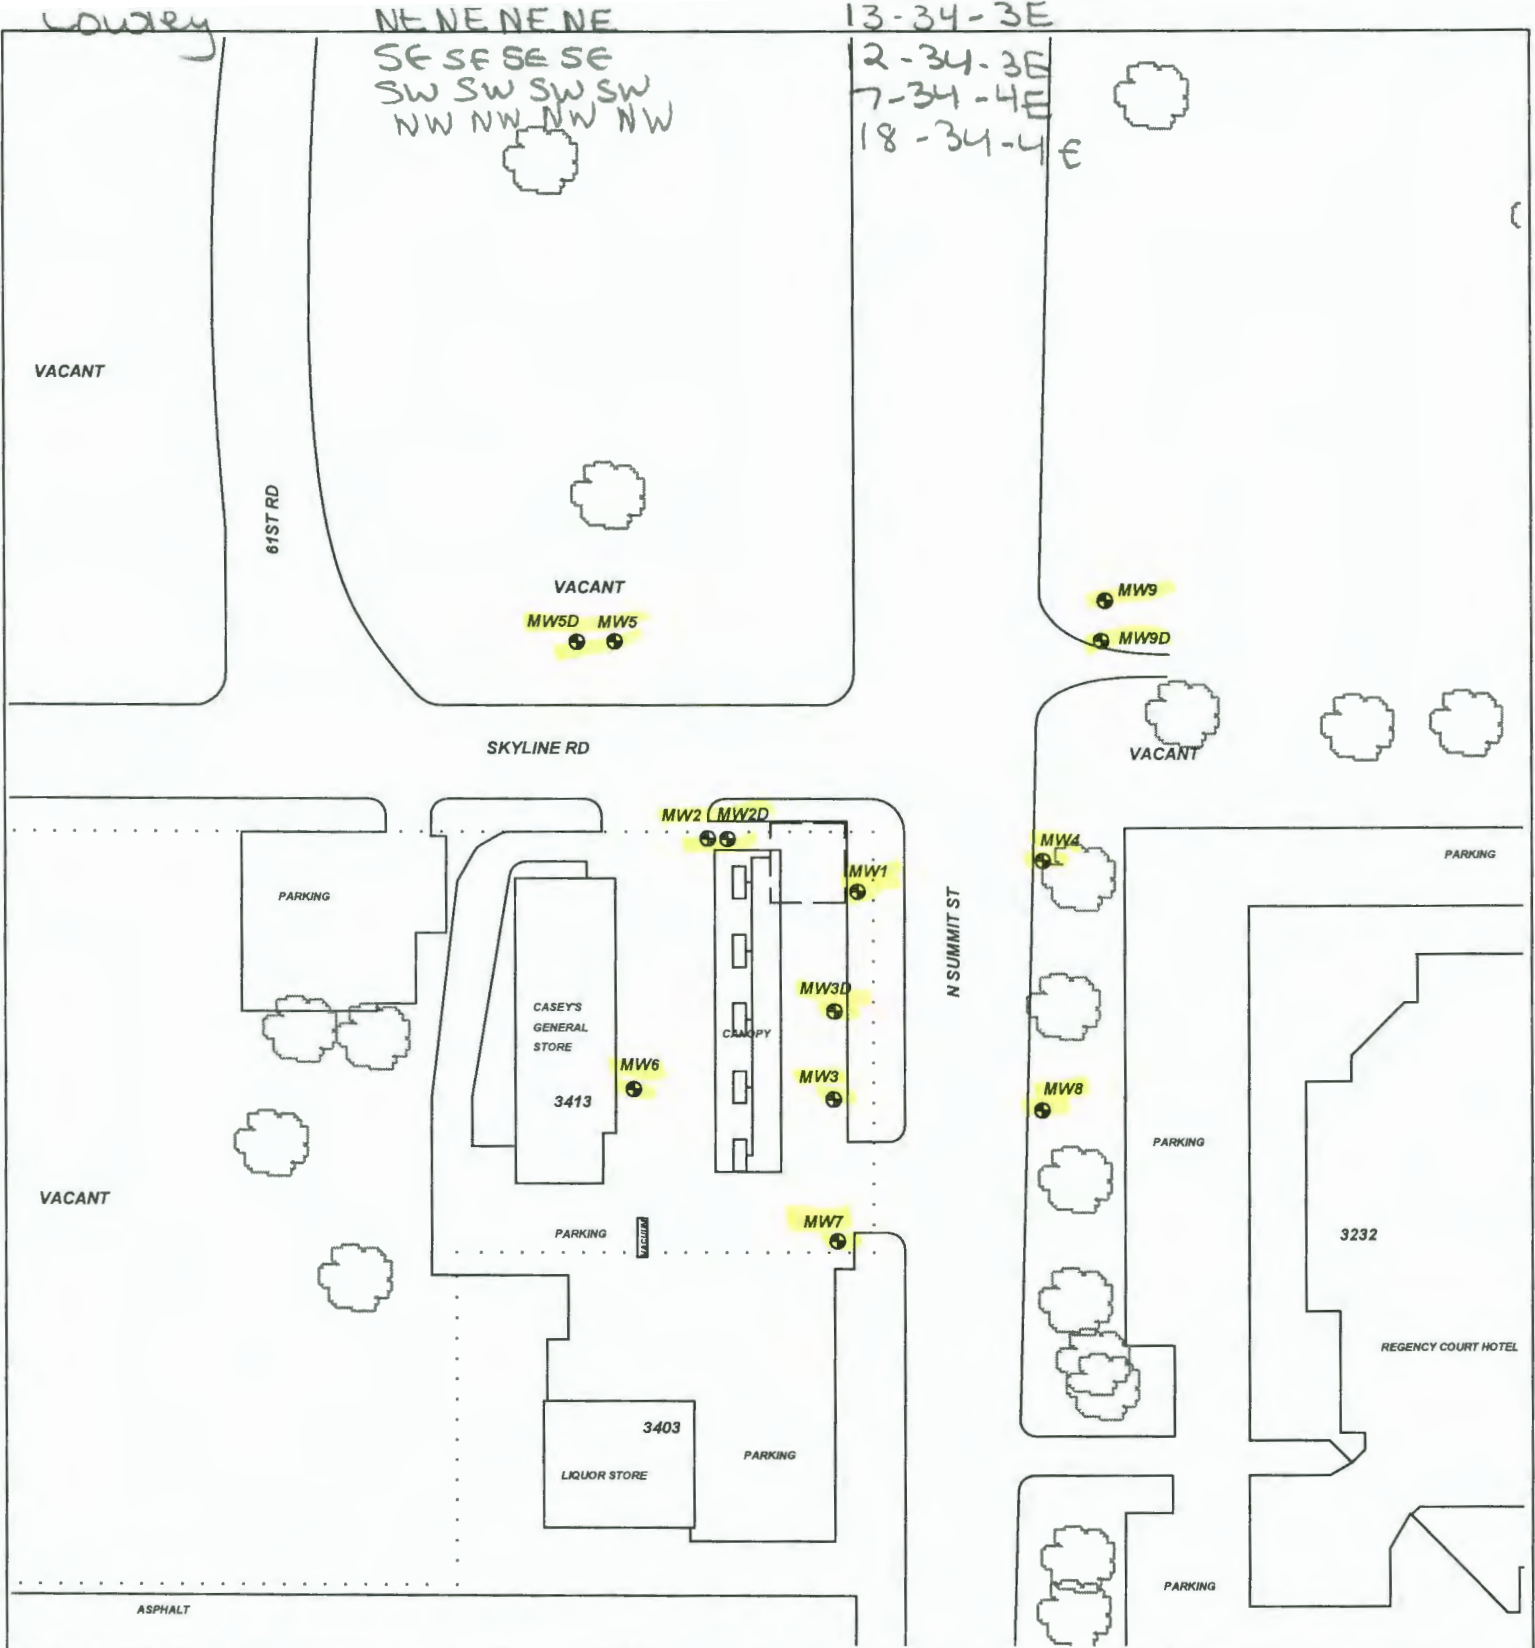 Cowley NE NE NE NE 13-34-3E
SE SE SE SE 12-34-3E
SW SW SW SW 7-34-4E
NW NW NW NW 18-34-4E
VACANT
61ST RD
VACANT
MW5D MW5
MW9
MW9D
SKYLINE RD
VACANT
MW2 MW2D
MW4
PARKING
PARKING
MW1
N SUMMIT ST
MW3D
CASEY'S
GENERAL
STORE
CANOPY
MW6
MW3
MW8
3413
PARKING
VACANT
MW7
PARKING
VACUUM
3232
REGENCY COURT HOTEL
3403
PARKING
LIQUOR STORE
PARKING
ASPHALT